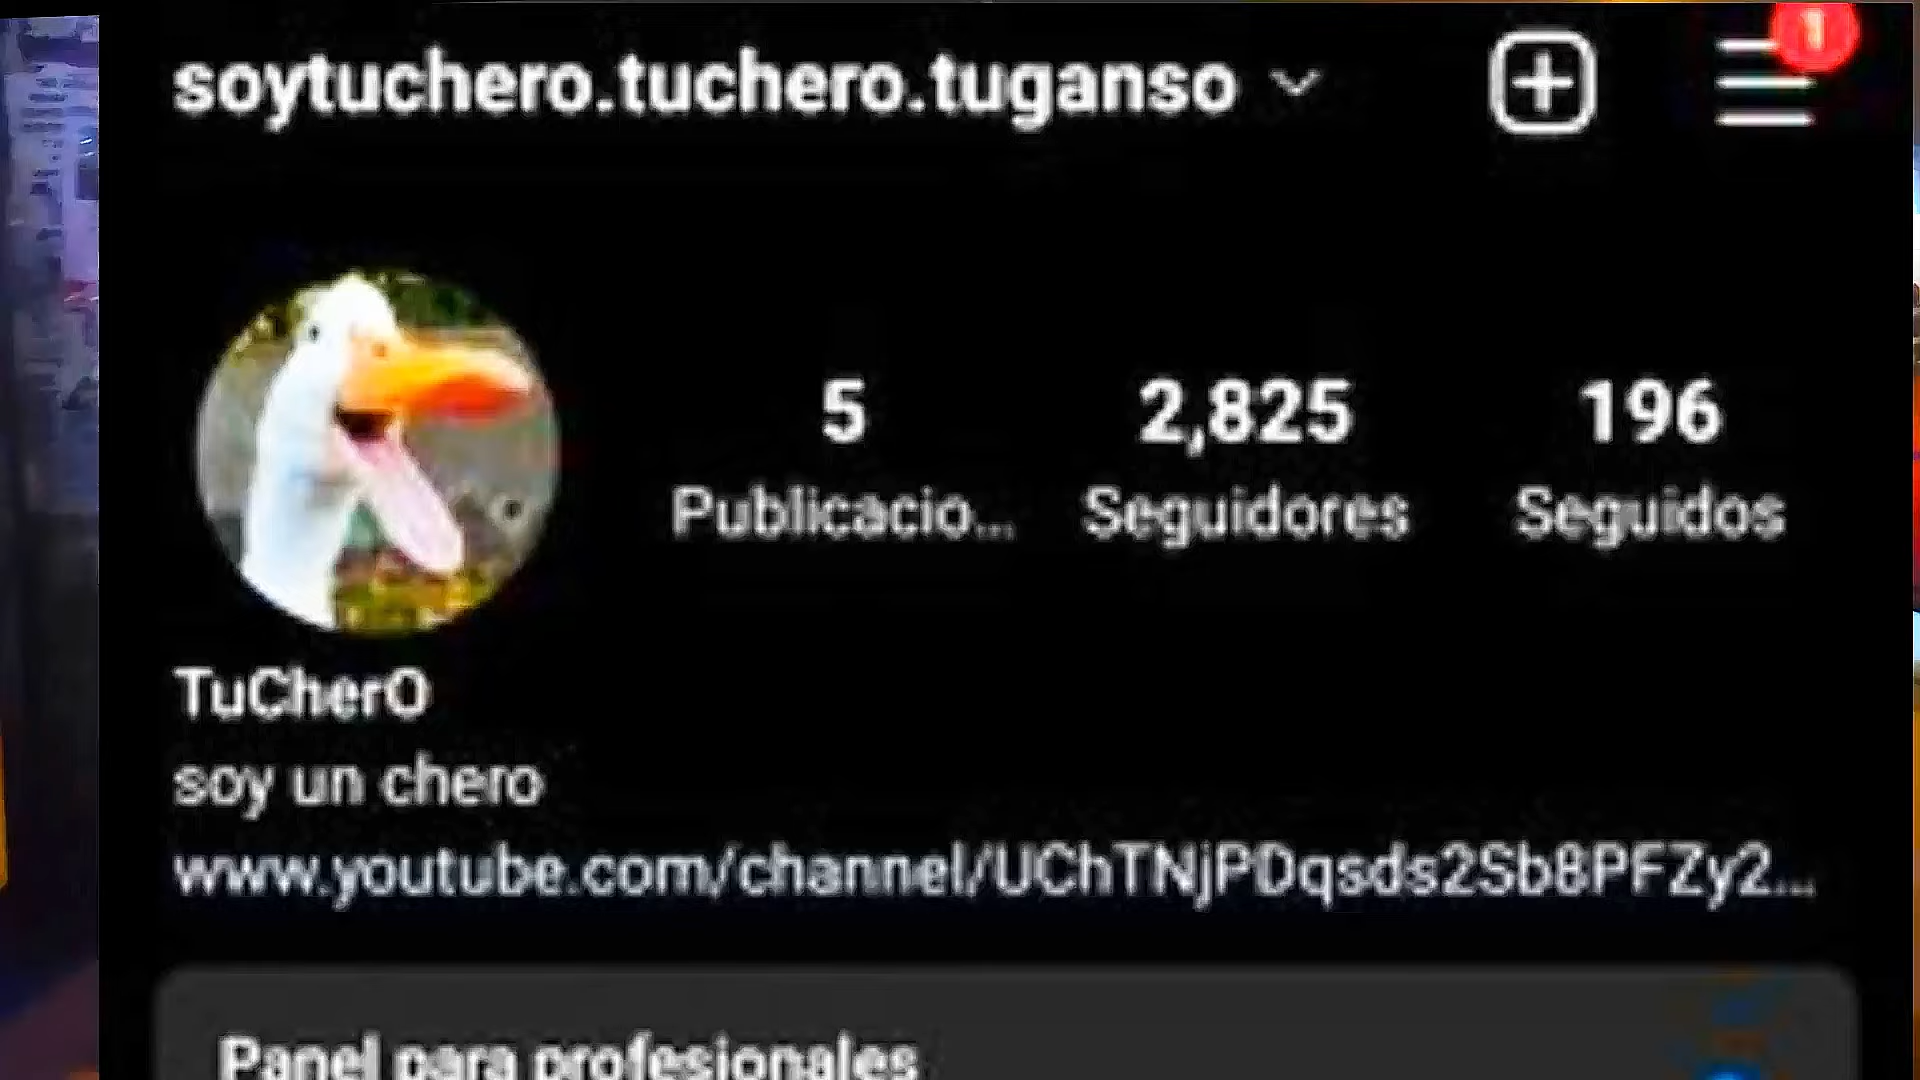 soytuchero.tuchero.tuganso
1
5
2,825
196
Publicacio...
Seguidores
Seguidos
TuCherO
soy un chero
www.youtube.com/channel/UChTNjPDqsds2Sb8PFZy2...
Panel para profesionales